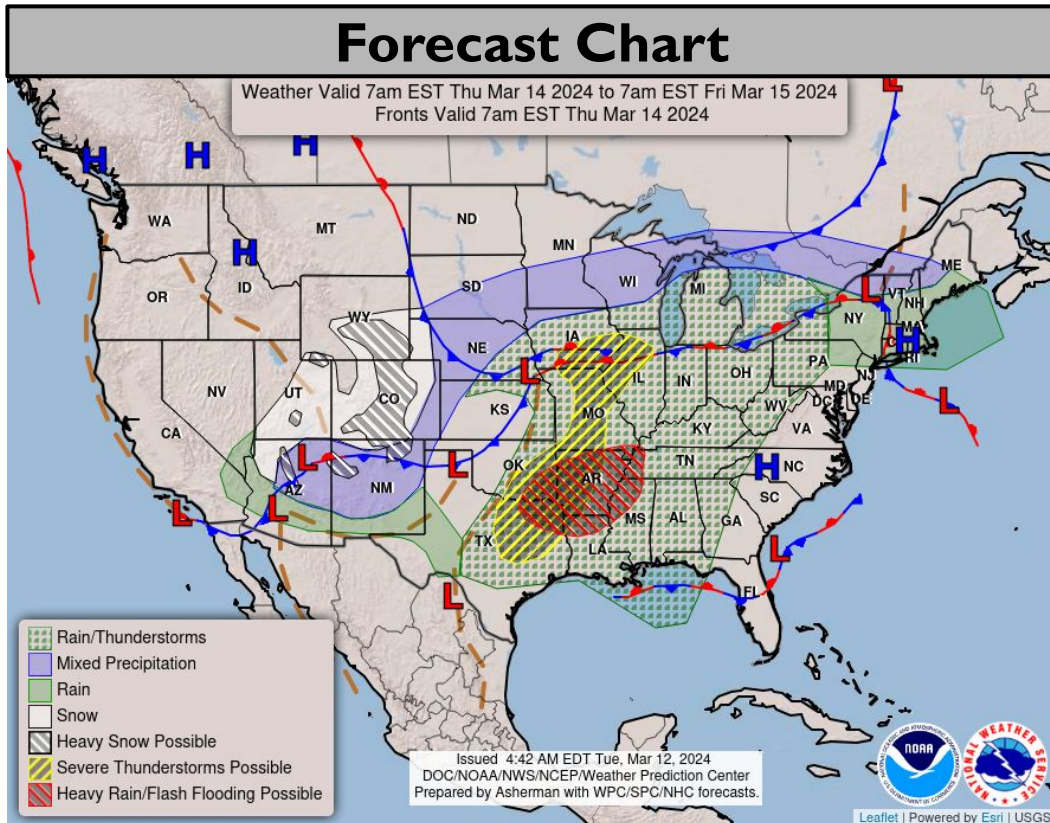 Forecast Chart
Weather Valid 7am EST Thu Mar 14 2024 to 7am EST Fri Mar 15 2024
Fronts Valid 7am EST Thu Mar 14 2024
L
H H H
WA MT ND MN ME
H
OR ID SD WI MI VT NH
L
WY IA NY MA
H
NE CT RI
L
NV UT CO KS IL IN OH PA NJ
MD DE
DC
L
CA MO WV VA
KY
L L
AZ NM OK AR TN
H
NC
SC
L L
TX LA MS AL GA
L
FL
L
Rain/Thunderstorms
Mixed Precipitation
Rain
Snow
Heavy Snow Possible
Severe Thunderstorms Possible
Heavy Rain/Flash Flooding Possible
Issued 4:42 AM EDT Tue, Mar 12, 2024
DOC/NOAA/NWS/NCEP/Weather Prediction Center
Prepared by Asherman with WPC/SPC/NHC forecasts.
NOAA
NATIONAL WEATHER SERVICE
Leaflet | Powered by Esri | USGS